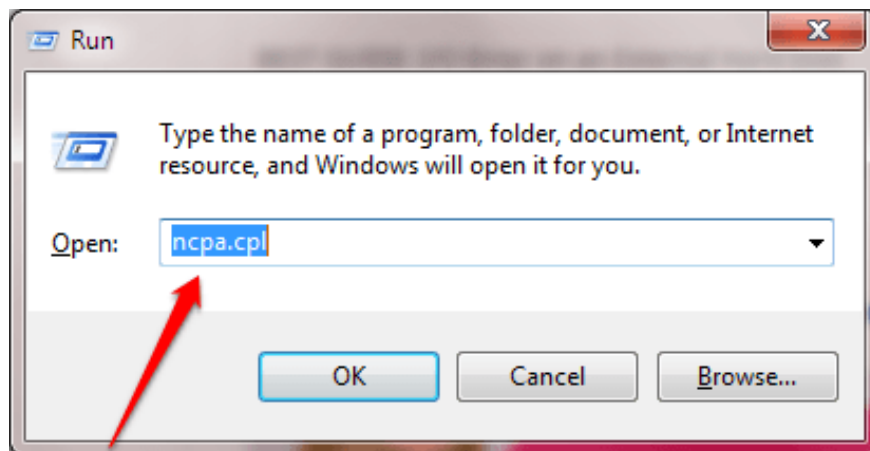 Run
Type the name of a program, folder, document, or Internet
resource, and Windows will open it for you.
Open: ncpa.cpl
OK Cancel Browse...